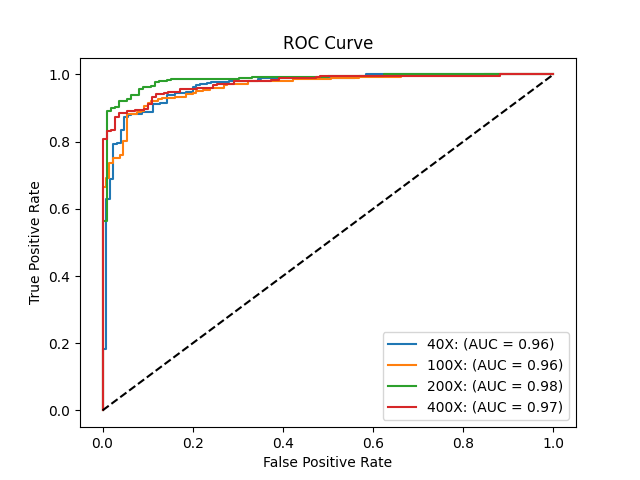 ROC Curve
True Positive Rate
1.0
0.8
0.6
0.4
0.2
0.0
40X: (AUC = 0.96)
100X: (AUC = 0.96)
200X: (AUC = 0.98)
400X: (AUC = 0.97)
0.0 0.2 0.4 0.6 0.8 1.0
False Positive Rate